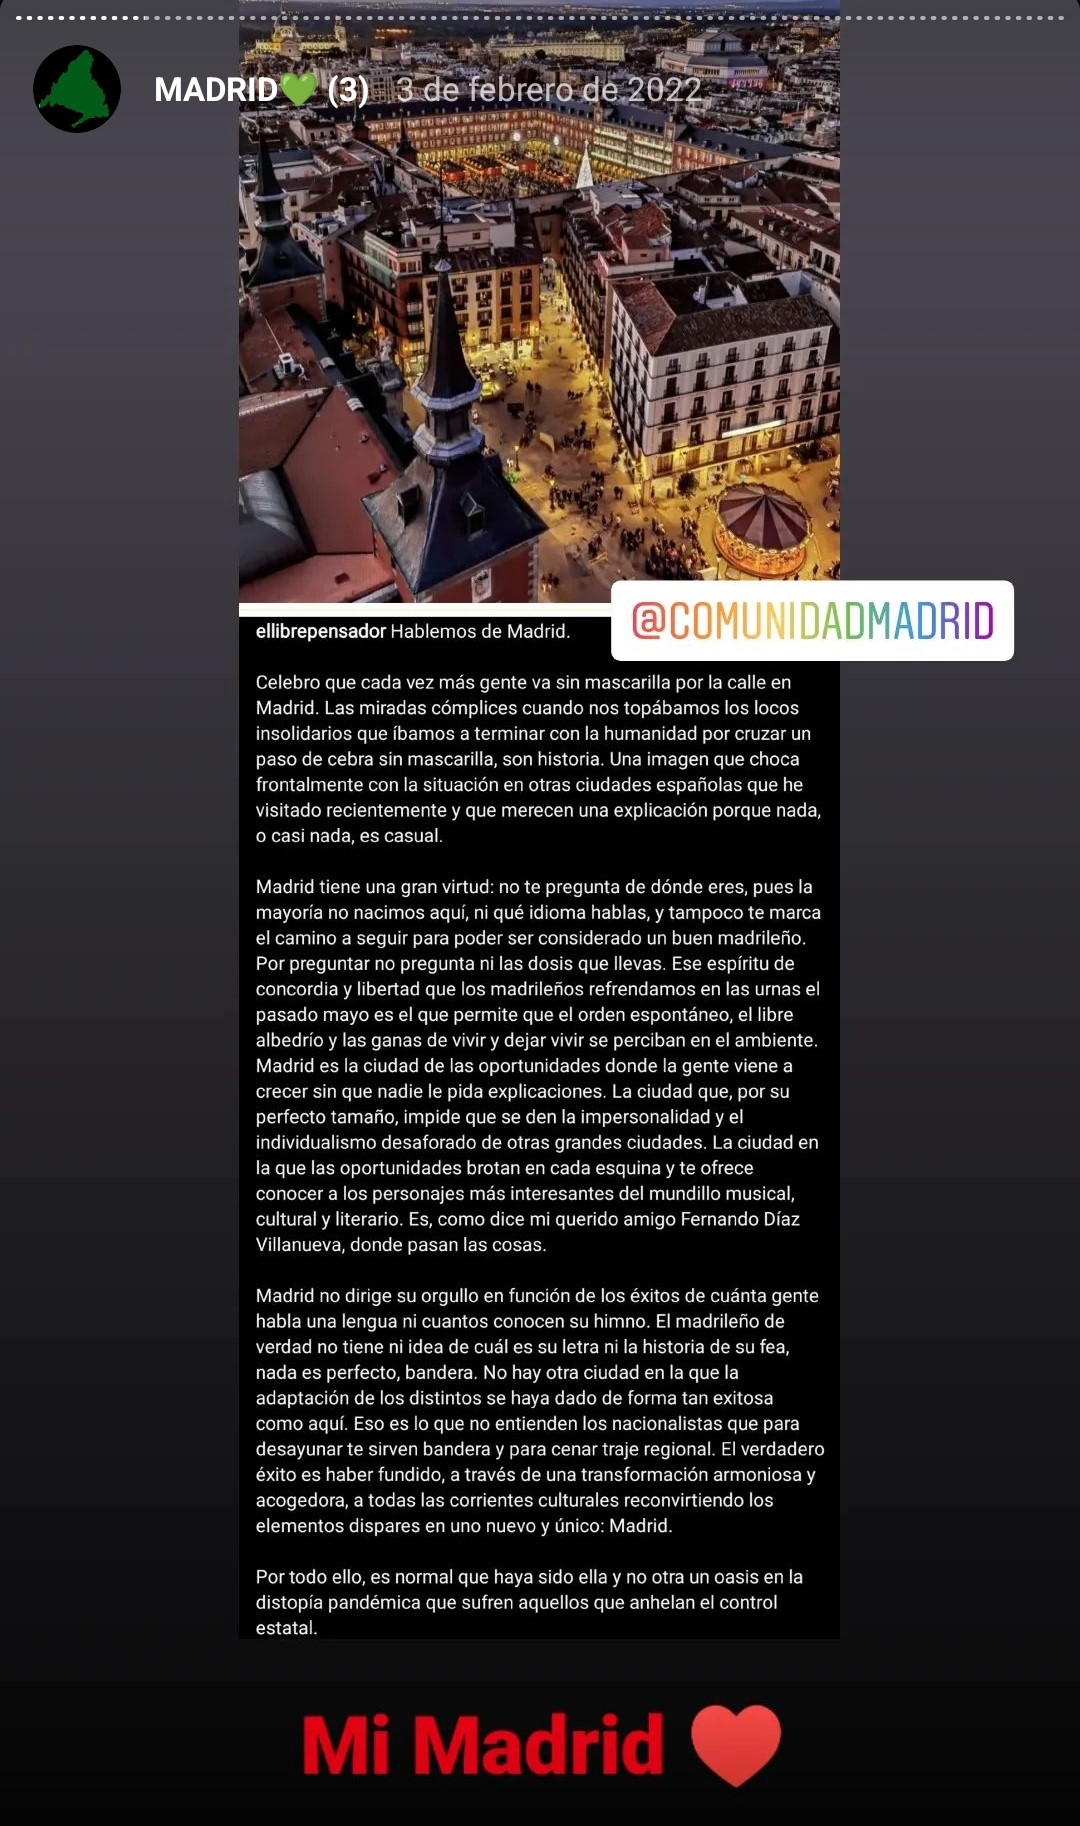 MADRID💚 (3) 3 de febrero de 2022
@COMUNIDADMADRID
ellibrepensador Hablemos de Madrid.
Celebro que cada vez más gente va sin mascarilla por la calle en
Madrid. Las miradas cómplices cuando nos topábamos los locos
insolidarios que íbamos a terminar con la humanidad por cruzar un
paso de cebra sin mascarilla, son historia. Una imagen que choca
frontalmente con la situación en otras ciudades españolas que he
visitado recientemente y que merecen una explicación porque nada,
o casi nada, es casual.
Madrid tiene una gran virtud: no te pregunta de dónde eres, pues la
mayoría no nacimos aquí, ni qué idioma hablas, y tampoco te marca
el camino a seguir para poder ser considerado un buen madrileño.
Por preguntar no pregunta ni las dosis que llevas. Ese espíritu de
concordia y libertad que los madrileños refrendamos en las urnas el
pasado mayo es el que permite que el orden espontáneo, el libre
albedrío y las ganas de vivir y dejar vivir se perciban en el ambiente.
Madrid es la ciudad de las oportunidades donde la gente viene a
crecer sin que nadie le pida explicaciones. La ciudad que, por su
perfecto tamaño, impide que se den la impersonalidad y el
individualismo desaforado de otras grandes ciudades. La ciudad en
la que las oportunidades brotan en cada esquina y te ofrece
conocer a los personajes más interesantes del mundillo musical,
cultural y literario. Es, como dice mi querido amigo Fernando Díaz
Villanueva, donde pasan las cosas.
Madrid no dirige su orgullo en función de los éxitos de cuánta gente
habla una lengua ni cuantos conocen su himno. El madrileño de
verdad no tiene ni idea de cuál es su letra ni la historia de su fea,
nada es perfecto, bandera. No hay otra ciudad en la que la
adaptación de los distintos se haya dado de forma tan exitosa
como aquí. Eso es lo que no entienden los nacionalistas que para
desayunar te sirven bandera y para cenar traje regional. El verdadero
éxito es haber fundido, a través de una transformación armoniosa y
acogedora, a todas las corrientes culturales reconvirtiendo los
elementos dispares en uno nuevo y único: Madrid.
Por todo ello, es normal que haya sido ella y no otra un oasis en la
distopía pandémica que sufren aquellos que anhelan el control
estatal.
Mi Madrid ❤️